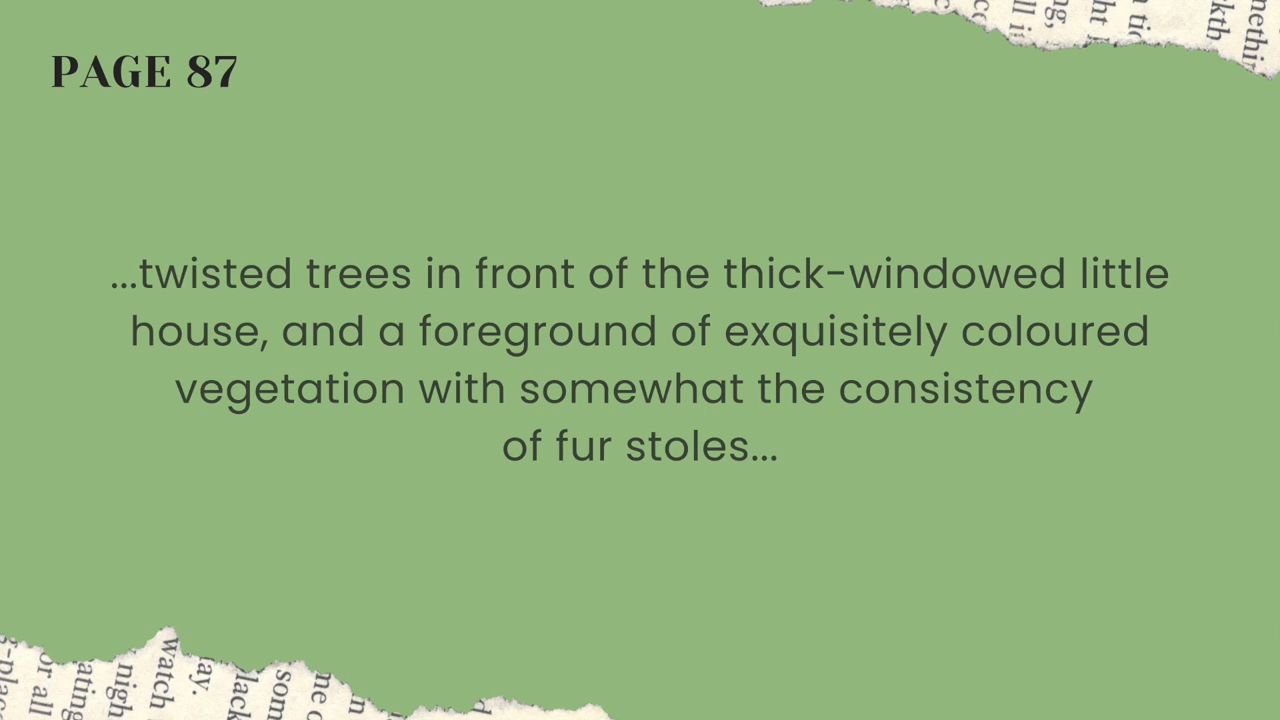 PAGE 87
...twisted trees in front of the thick-windowed little
house, and a foreground of exquisitely coloured
vegetation with somewhat the consistency
of fur stoles...